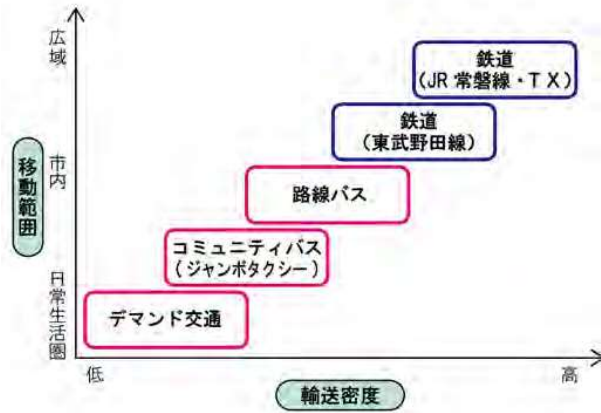 広域
鉄道
(JR常磐線・TX)
鉄道
(東武野田線)
移動範囲
市内
路線バス
コミュニティバス
(ジャンボタクシー)
日常生活圏
デマンド交通
低
高
輸送密度